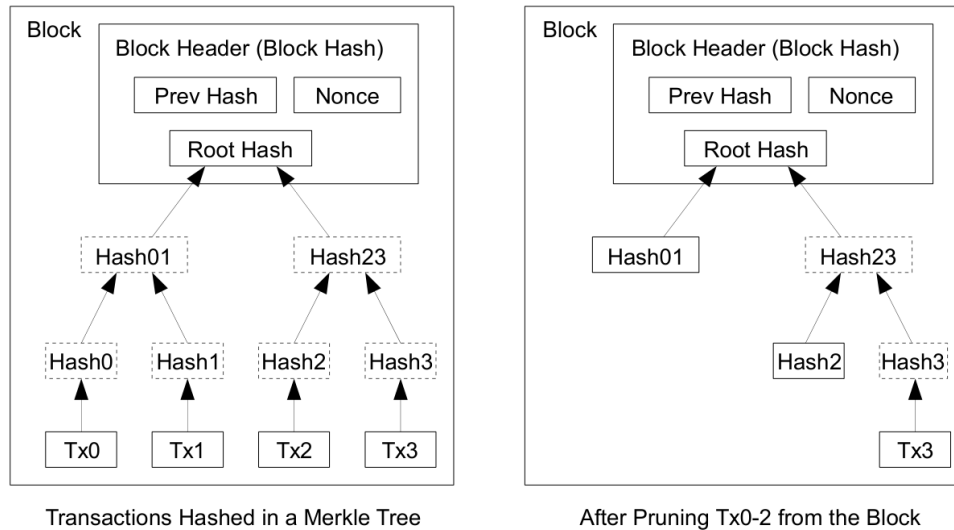 Block
Block Header (Block Hash)
Prev Hash
Nonce
Root Hash
Hash01
Hash23
Hash0
Hash1
Hash2
Hash3
Tx0
Tx1
Tx2
Tx3
Transactions Hashed in a Merkle Tree
Block
Block Header (Block Hash)
Prev Hash
Nonce
Root Hash
Hash01
Hash23
Hash2
Hash3
Tx3
After Pruning Tx0-2 from the Block